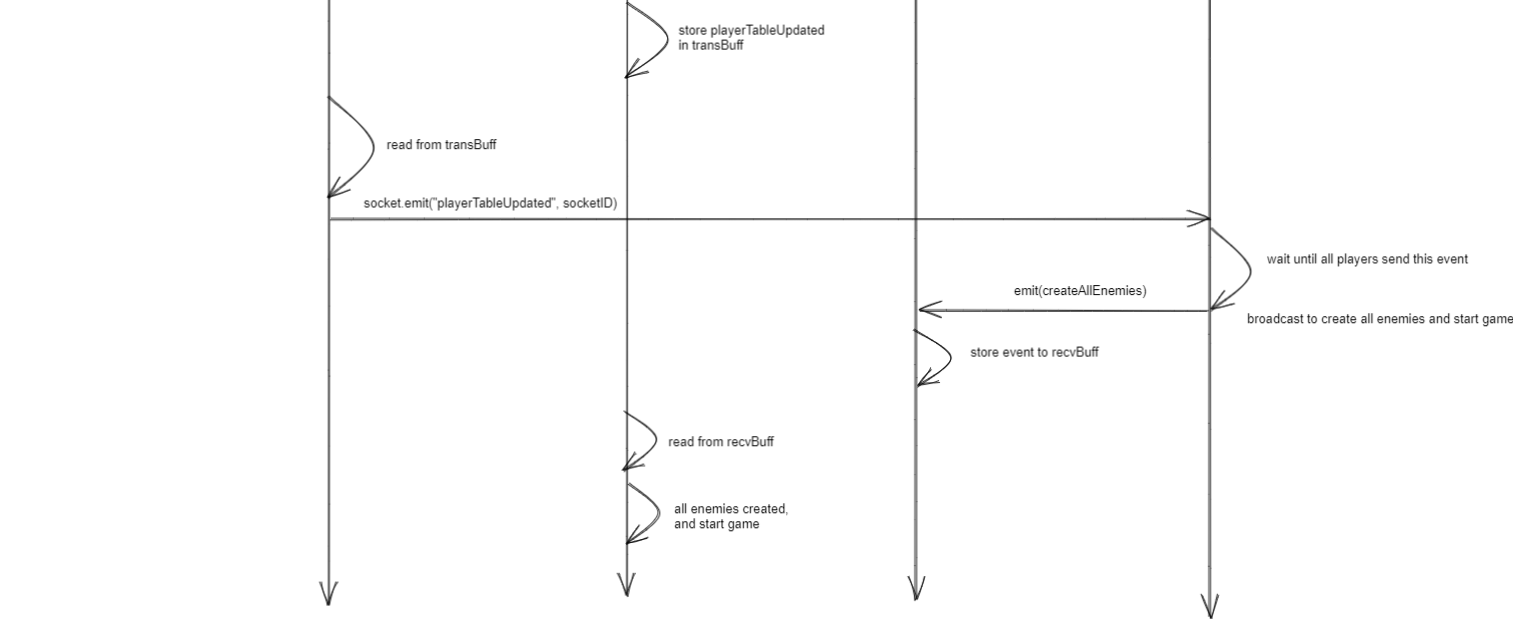 store playerTableUpdated
in transBuff
read from transBuff
socket.emit("playerTableUpdated", socketID)
wait until all players send this event
emit(createAllEnemies)
broadcast to create all enemies and start game
store event to recvBuff
read from recvBuff
all enemies created,
and start game